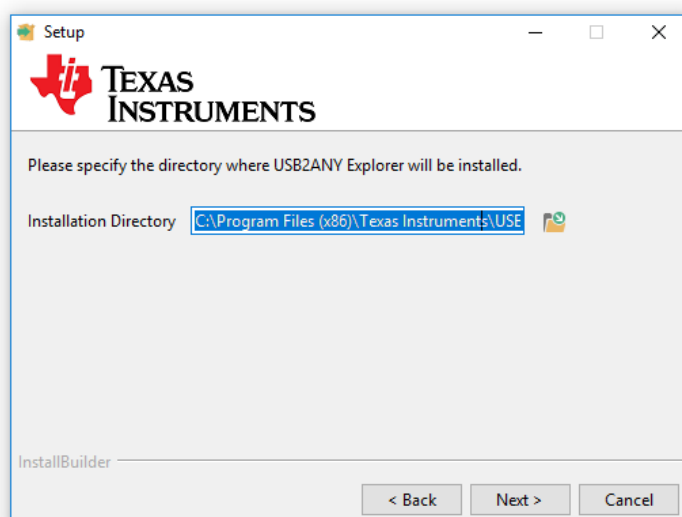 Setup
TEXAS
INSTRUMENTS
Please specify the directory where USB2ANY Explorer will be installed.
Installation Directory C:\Program Files (x86)\Texas Instruments\USE
InstallBuilder
< Back Next > Cancel